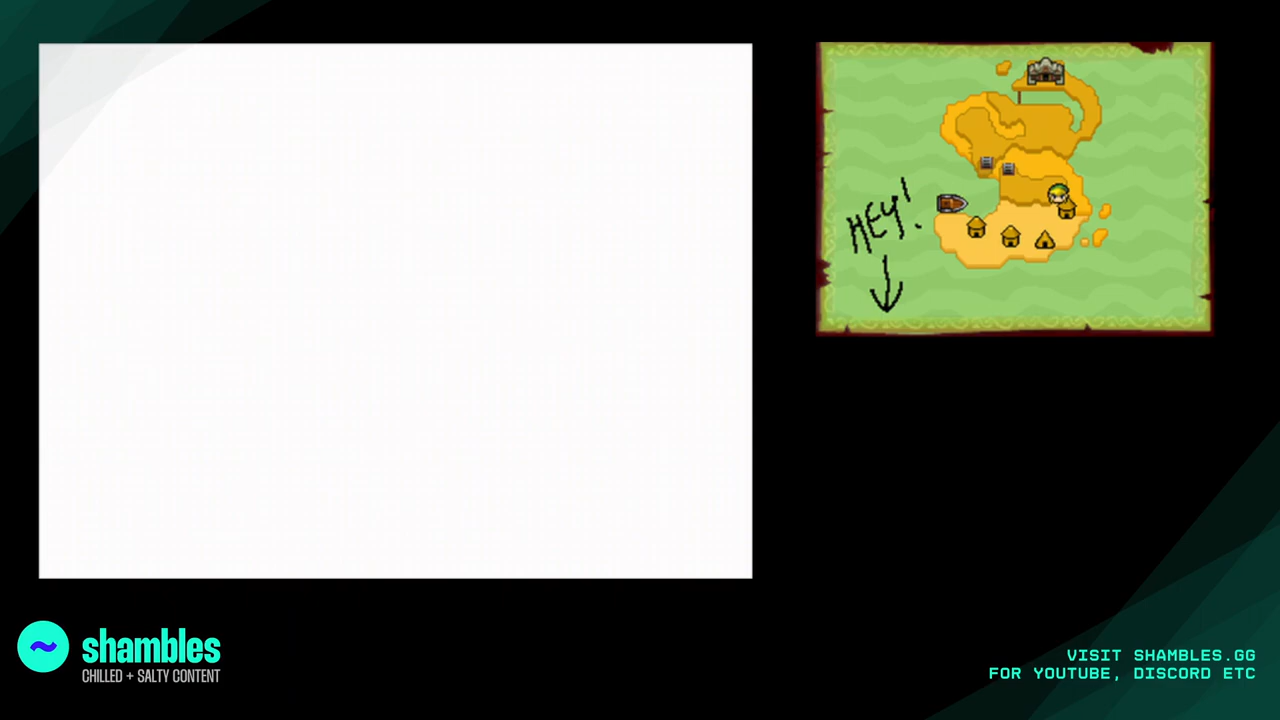 HEY!
shambles
CHILLED + SALTY CONTENT
VISIT SHAMBLES.GG
FOR YOUTUBE, DISCORD ETC